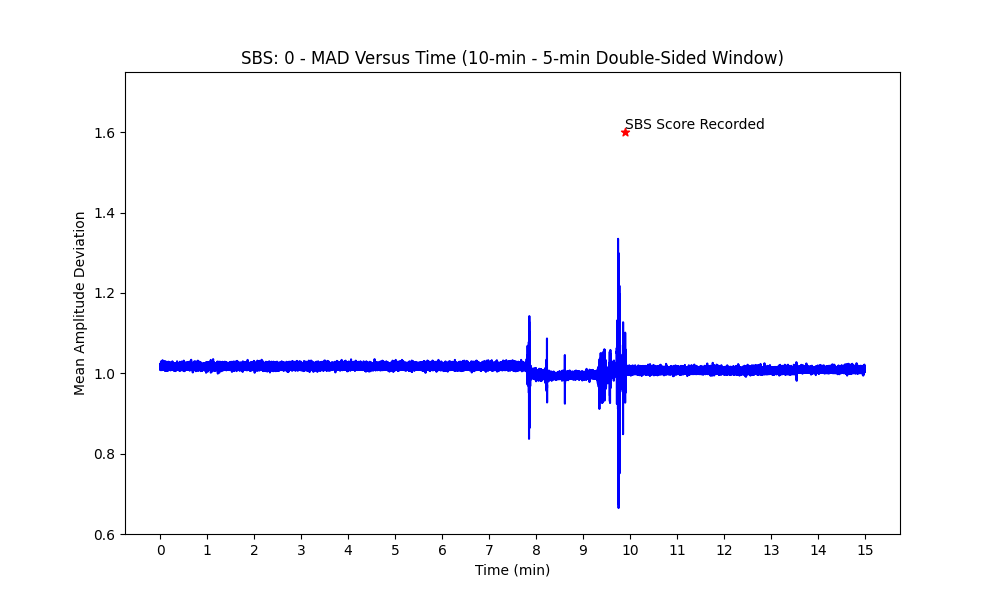 SBS: 0 - MAD Versus Time (10-min - 5-min Double-Sided Window)
SBS Score Recorded
Mean Amplitude Deviation
1.6
1.4
1.2
1.0
0.8
0.6
0 1 2 3 4 5 6 7 8 9 10 11 12 13 14 15
Time (min)